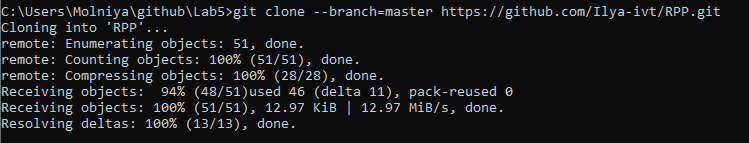 C:\Users\Molniya\github\Lab5>git clone --branch=master https://github.com/Ilya-ivt/RPP.git
Cloning into 'RPP'...
remote: Enumerating objects: 51, done.
remote: Counting objects: 100% (51/51), done.
remote: Compressing objects: 100% (28/28), done.
Receiving objects:  94% (48/51)used 46 (delta 11), pack-reused 0
Receiving objects: 100% (51/51), 12.97 KiB | 12.97 MiB/s, done.
Resolving deltas: 100% (13/13), done.